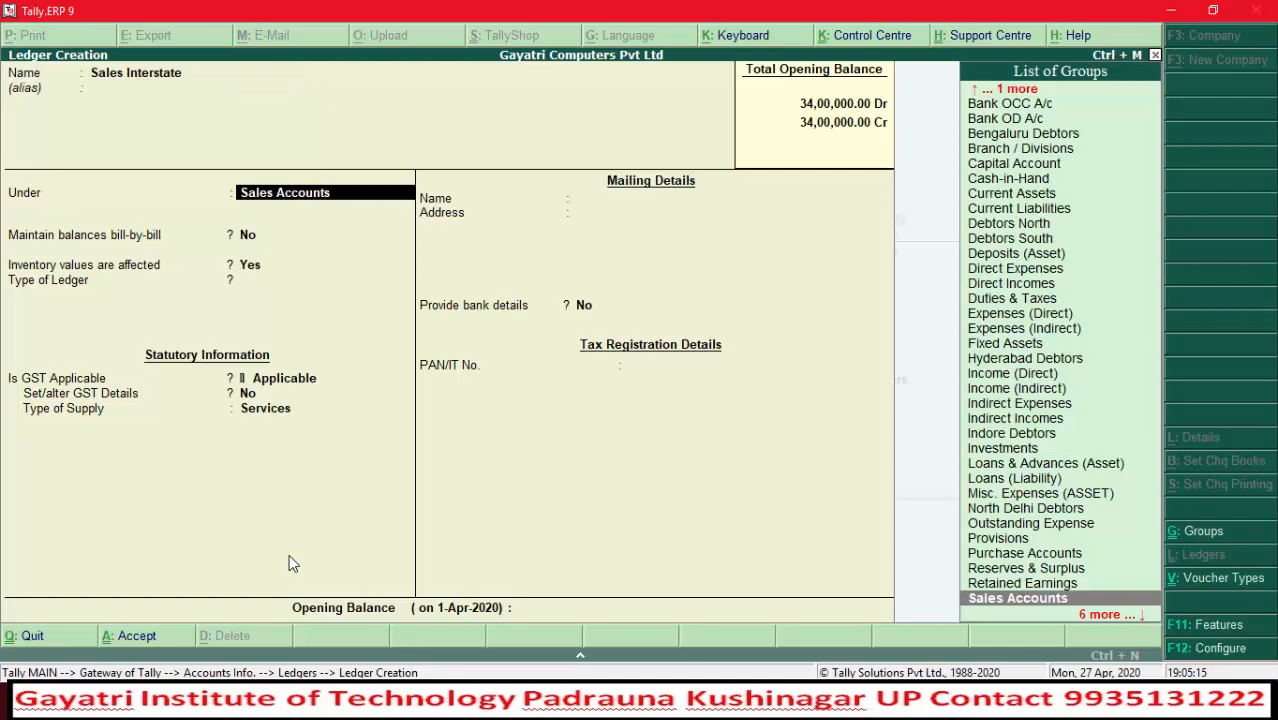 Tally.ERP 9
P: Print
E: Export
M: E-Mail
O: Upload
S: TallyShop
G: Language
K: Keyboard
K: Control Centre
H: Support Centre
H: Help
F3: Company
F3: New Company
Ledger Creation
Gayatri Computers Pvt Ltd
Ctrl + M
Name : Sales Interstate
(alias) :
Total Opening Balance
34,00,000.00 Dr
34,00,000.00 Cr
Under : Sales Accounts
Maintain balances bill-by-bill ? No
Inventory values are affected ? Yes
Type of Ledger ?
Statutory Information
Is GST Applicable ? Applicable
Set/alter GST Details ? No
Type of Supply : Services
Mailing Details
Name :
Address :
Provide bank details ? No
Tax Registration Details
PAN/IT No. :
Opening Balance ( on 1-Apr-2020) :
List of Groups
↑ ... 1 more
Bank OCC A/c
Bank OD A/c
Bengaluru Debtors
Branch / Divisions
Capital Account
Cash-in-Hand
Current Assets
Current Liabilities
Debtors North
Debtors South
Deposits (Asset)
Direct Expenses
Direct Incomes
Duties & Taxes
Expenses (Direct)
Expenses (Indirect)
Fixed Assets
Hyderabad Debtors
Income (Direct)
Income (Indirect)
Indirect Expenses
Indirect Incomes
Indore Debtors
Investments
Loans & Advances (Asset)
Loans (Liability)
Misc. Expenses (ASSET)
North Delhi Debtors
Outstanding Expense
Provisions
Purchase Accounts
Reserves & Surplus
Retained Earnings
Sales Accounts
6 more ... ↓
L: Details
B: Set Chq Books
S: Set Chq Printing
G: Groups
L: Ledgers
V: Voucher Types
F11: Features
F12: Configure
Q: Quit
A: Accept
D: Delete
Ctrl + N
Tally MAIN --> Gateway of Tally --> Accounts Info. --> Ledgers --> Ledger Creation
© Tally Solutions Pvt Ltd., 1988-2020
Mon, 27 Apr, 2020
19:05:15
Gayatri Institute of Technology Padrauna Kushinagar UP Contact 9935131222